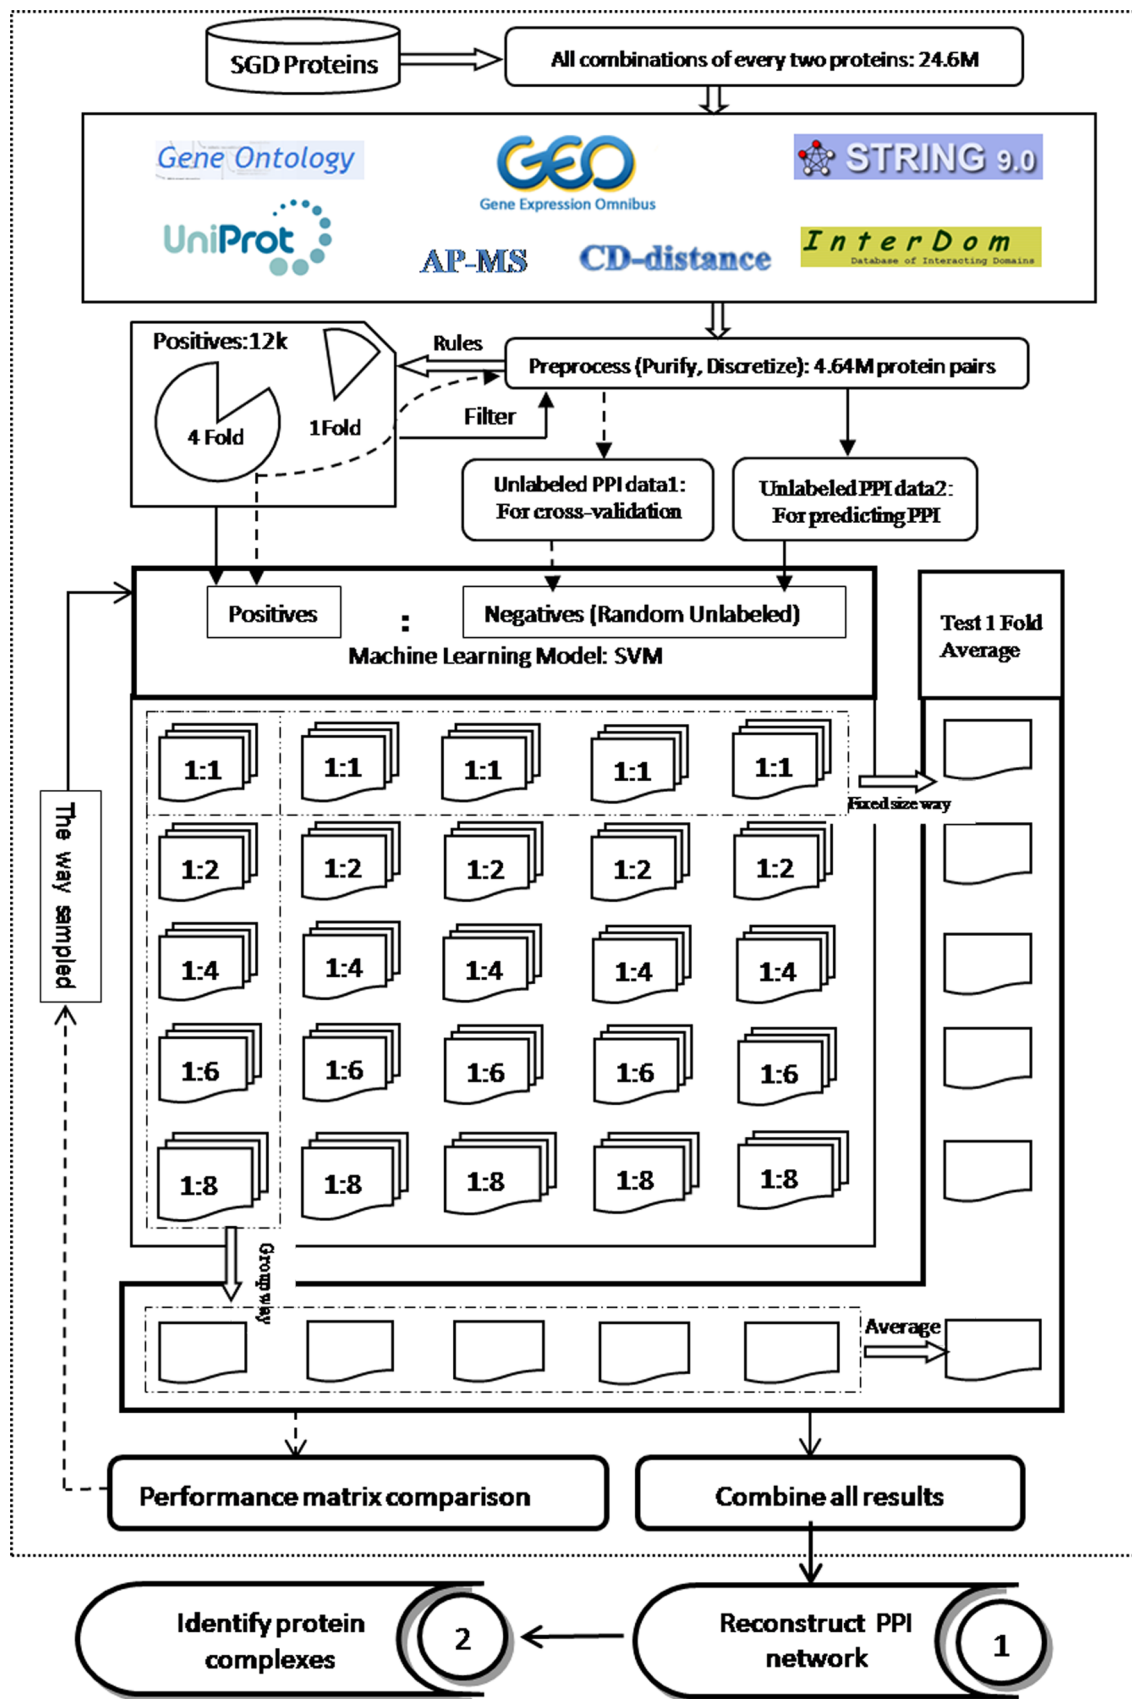 SGD Proteins
All combinations of every two proteins: 24.6M
Gene Ontology
GEO
Gene Expression Omnibus
STRING 9.0
UniProt
AP-MS
CD-distance
InterDom
Database of Interacting Domains
Positives:12k
4 Fold
1Fold
Rules
Filter
Preprocess (Purify, Discretize): 4.64M protein pairs
Unlabeled PPI data1:
For cross-validation
Unlabeled PPI data2:
For predicting PPI
Positives
:
Negatives (Random Unlabeled)
Machine Learning Model: SVM
Test 1 Fold
Average
The way sampled
1:1
1:1
1:1
1:1
1:1
Fixed size way
1:2
1:2
1:2
1:2
1:2
1:4
1:4
1:4
1:4
1:4
1:6
1:6
1:6
1:6
1:6
1:8
1:8
1:8
1:8
1:8
Group way
Average
Performance matrix comparison
Combine all results
Identify protein
complexes
2
Reconstruct PPI
network
1